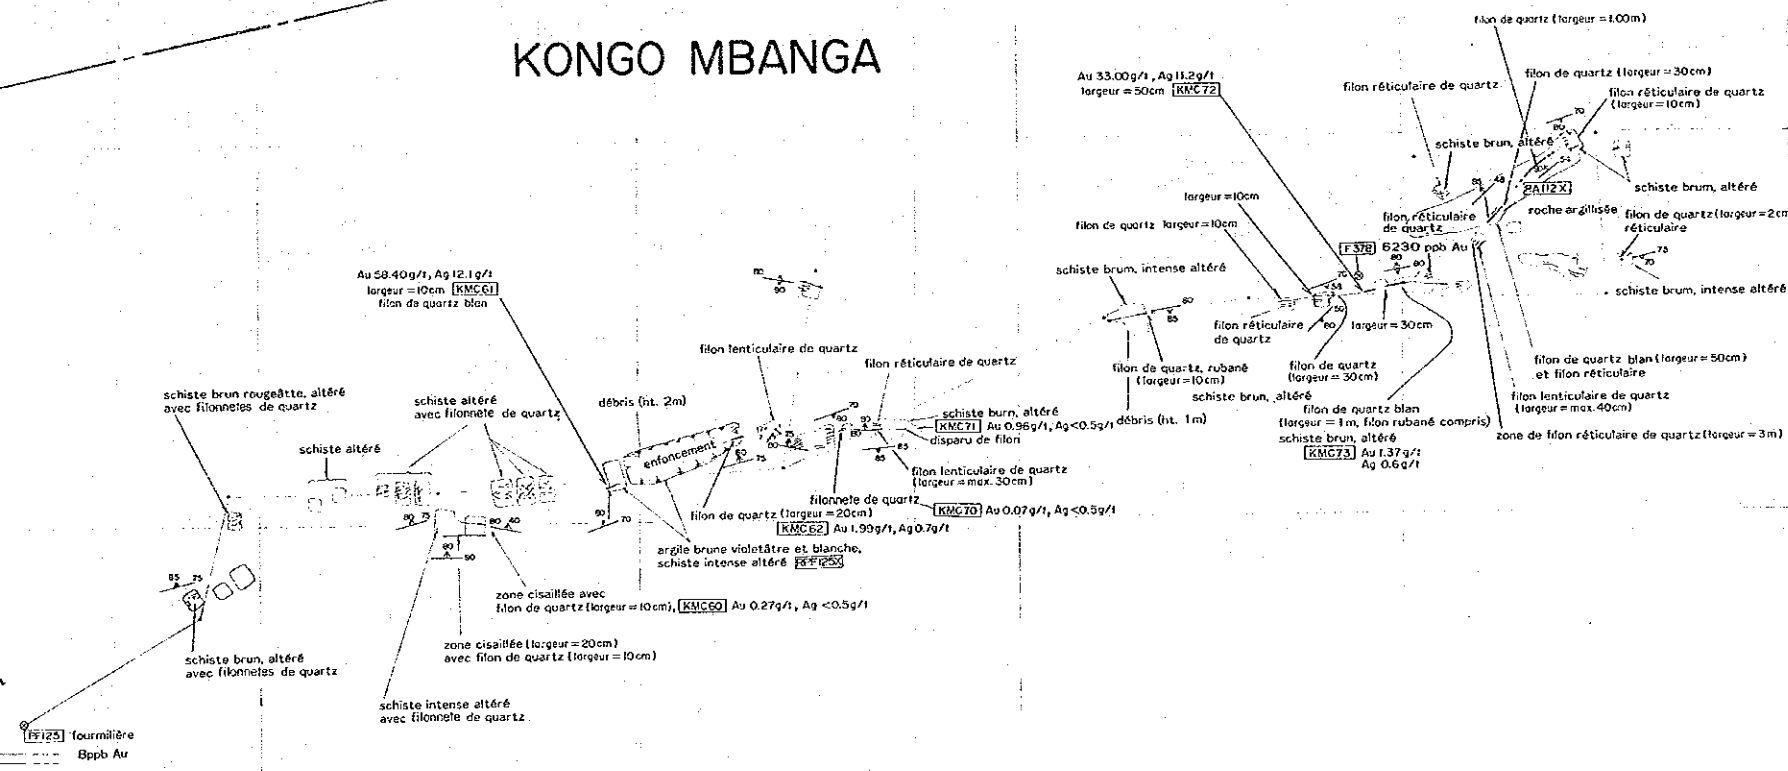 KONGO MBANGA
filon de quartz (largeur = 1.00m)
Au 33.00g/t, Ag 11.2g/t
largeur = 50cm KMC72
filon réticulaire de quartz
filon de quartz (largeur = 30cm)
filon réticulaire de quartz
(largeur = 10cm)
schiste brun, altéré
schiste brum, altéré
roche argillisée
filon de quartz (largeur = 2cm
réticulaire
schiste brum, intense altéré
largeur = 10cm
filon de quartz largeur = 10cm
filon réticulaire
de quartz
F378 6230 ppb Au
schiste brum, intense altéré
Au 58.40g/t, Ag 12.1g/t
largeur = 10cm KMC61
filon de quartz blan
filon réticulaire
de quartz
largeur = 30cm
filon de quartz, rubané
(largeur = 10cm)
filon de quartz
(largeur = 30cm)
schiste brun, altéré
filon de quartz blan (largeur = 50cm)
et filon réticulaire
filon lenticulaire de quartz
(largeur = max. 40cm)
zone de filon réticulaire de quartz (largeur = 3m)
filon de quartz blan
(largeur = 1m, filon rubané compris)
schiste brun, altéré
KMC73 Au 1.37g/t
Ag 0.6g/t
filon lenticulaire de quartz
filon réticulaire de quartz
schiste brun rougeâtte, altéré
avec filonnetes de quartz
schiste altéré
avec filonnete de quartz
débris (ht. 2m)
enfoncement
schiste burn, altéré
KMC71 Au 0.96g/t, Ag <0.5g/t
disparu de filon
débris (ht. 1m)
schiste altéré
filon lenticulaire de quartz
(largeur = max. 30cm)
filonnete de quartz
KMC70 Au 0.07g/t, Ag <0.5g/t
filon de quartz (largeur = 20cm)
KMC62 Au 1.99g/t, Ag 0.7g/t
argile brune violetâtre et blanche,
schiste intense altéré
zone cisaillée avec
filon de quartz (largeur = 10cm), KMC60 Au 0.27g/t, Ag <0.5g/t
zone cisaillée (largeur = 20cm)
avec filon de quartz (largeur = 10cm)
schiste brun, altéré
avec filonnetes de quartz
schiste intense altéré
avec filonnete de quartz
PF125 fourmilière
8ppb Au